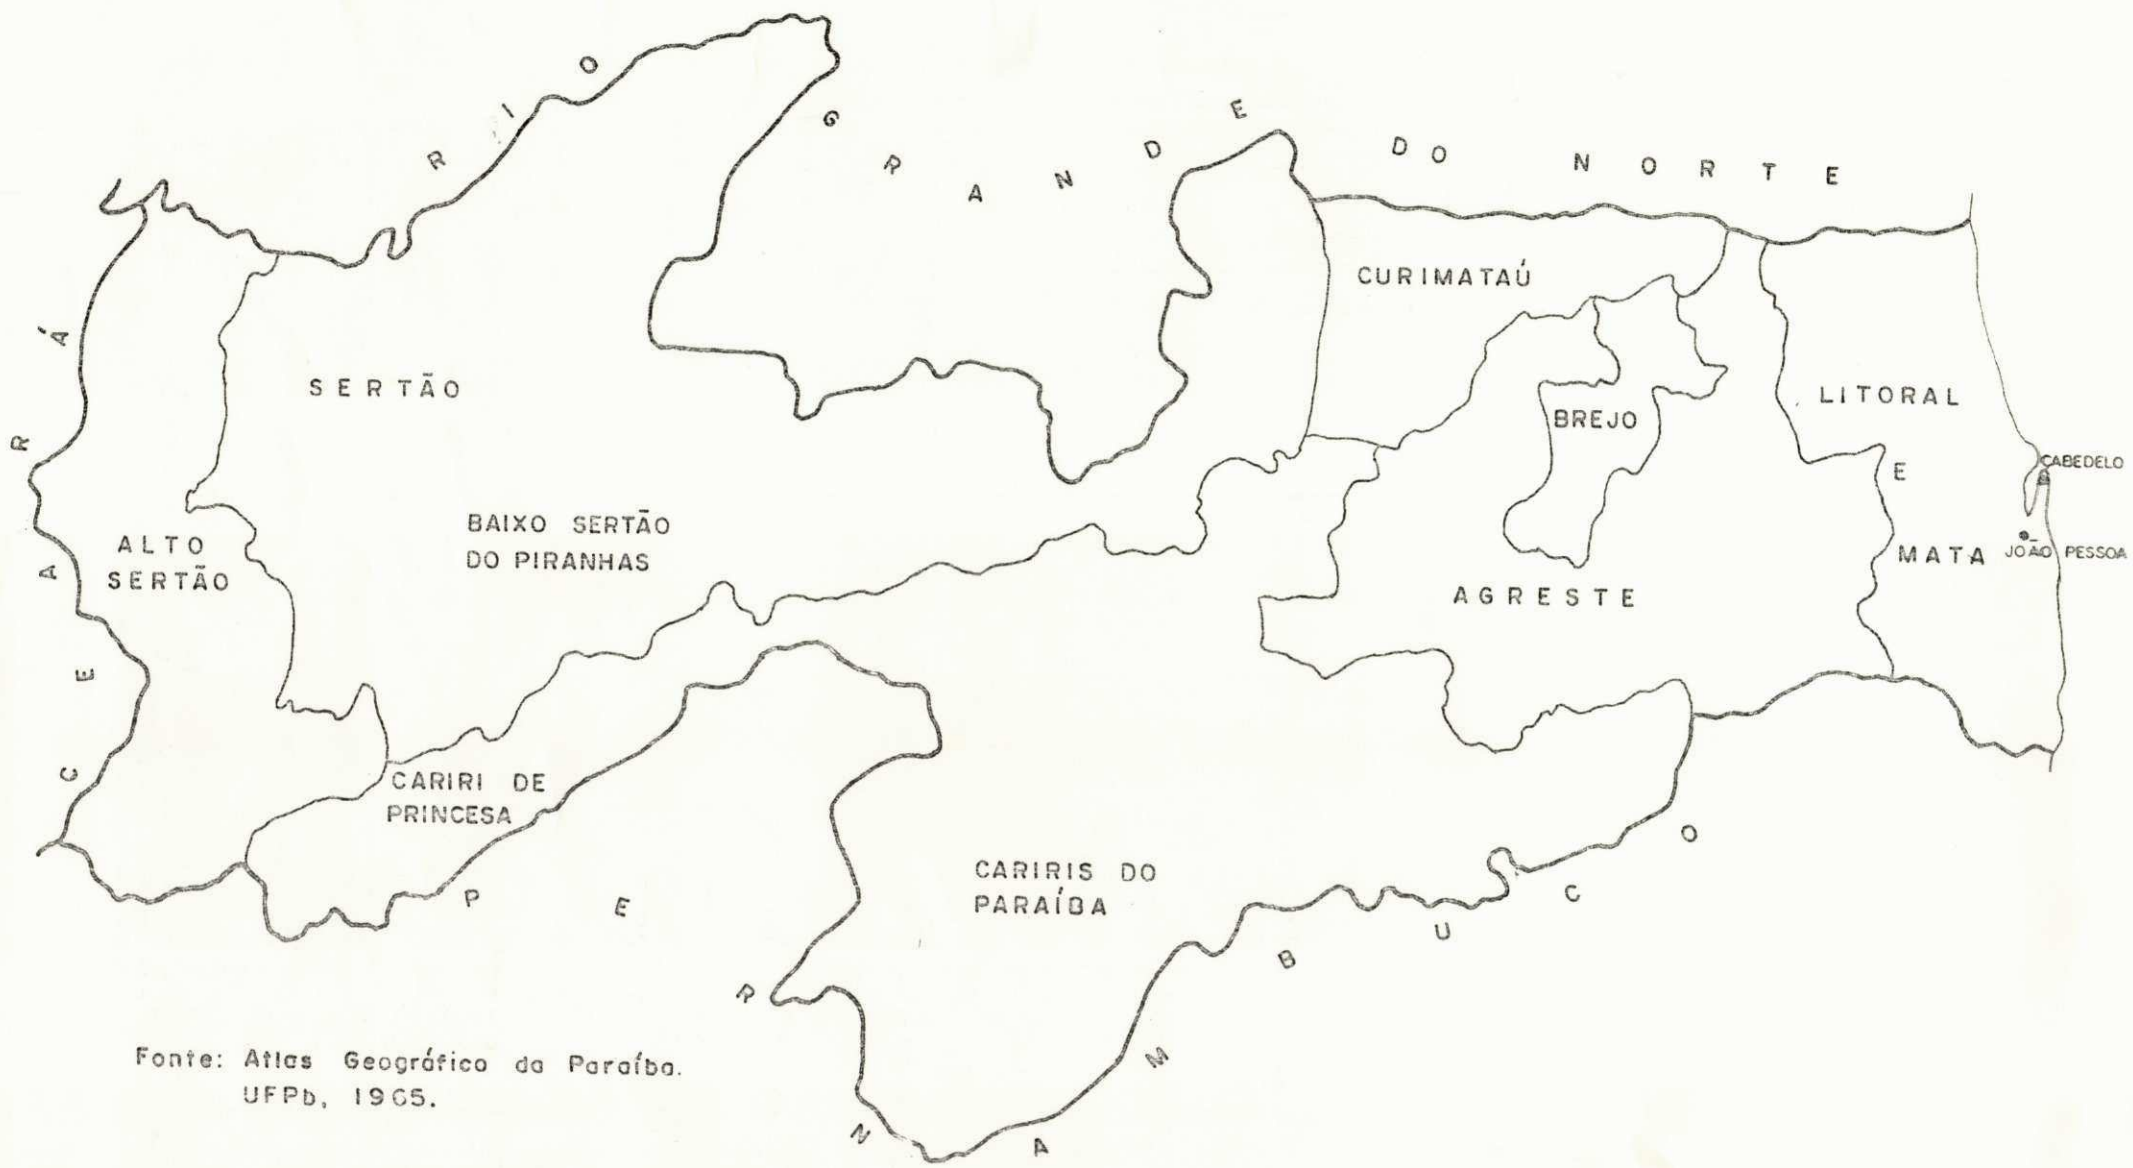 RIO GRANDE DO NORTE
CURIMATAÚ
SERTÃO
LITORAL
BREJO
E
CABEDELO
BAIXO SERTÃO
DO PIRANHAS
ALTO
SERTÃO
MATA
JOÃO PESSOA
AGRESTE
CEARÁ
CARIRI DE
PRINCESA
CARIRIS DO
PARAÍBA
PERNAMBUCO
Fonte: Atlas Geográfico da Paraíba.
UFPb, 1965.